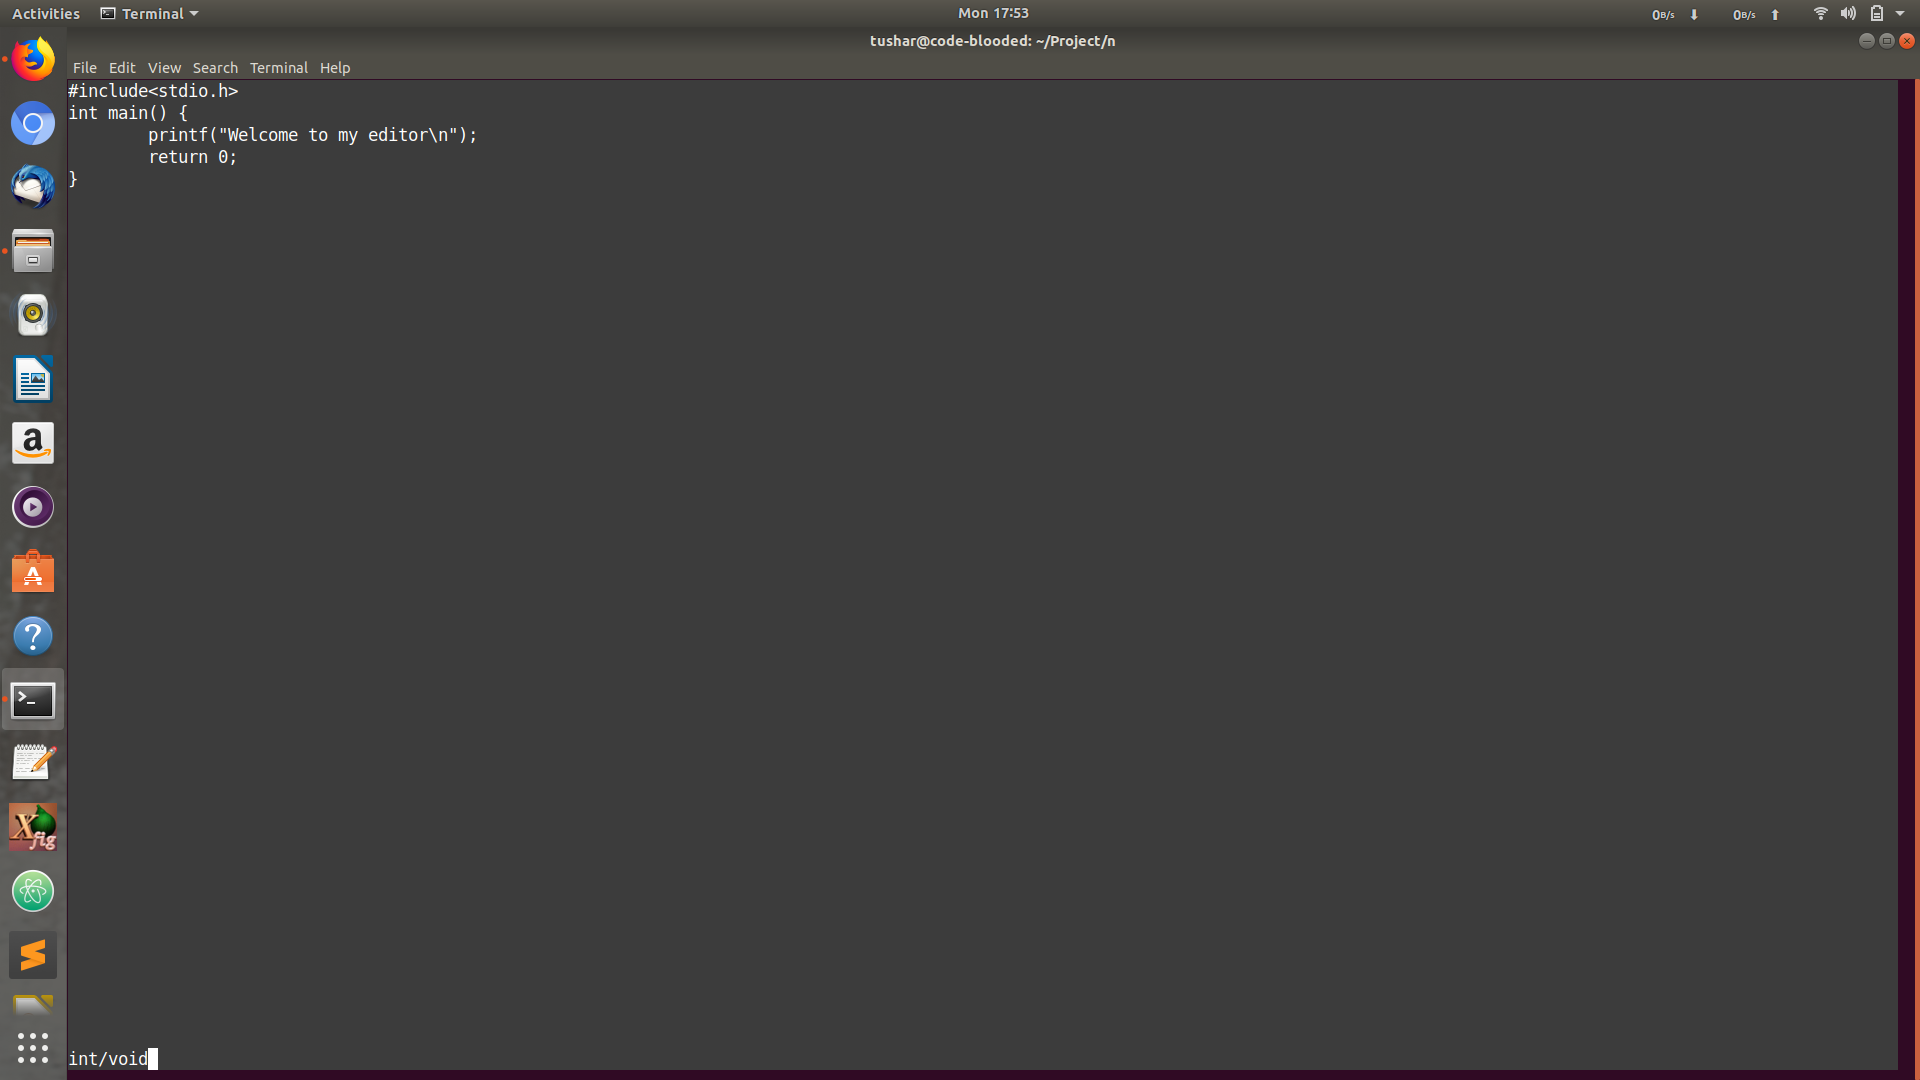 Activities Terminal Mon 17:53 0B/s 0B/s
tushar@code-blooded: ~/Project/n
File Edit View Search Terminal Help
#include<stdio.h>
int main() {
        printf("Welcome to my editor\n");
        return 0;
}
a
A
?
>_
Xfig
int/void